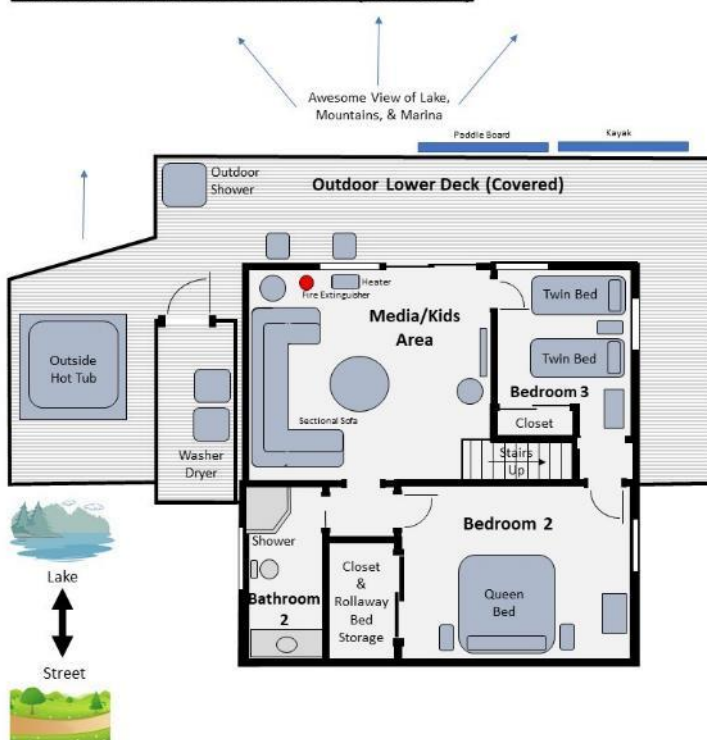 Awesome View of Lake,
Mountains, & Marina
Paddle Board
Kayak
Outdoor
Shower
Outdoor Lower Deck (Covered)
Heater
Fire Extinguisher
Media/Kids
Area
Twin Bed
Twin Bed
Bedroom 3
Closet
Outside
Hot Tub
Sectional Sofa
Washer
Dryer
Stairs
Up
Shower
Bathroom
2
Closet
&
Rollaway
Bed
Storage
Bedroom 2
Queen
Bed
Lake
Street